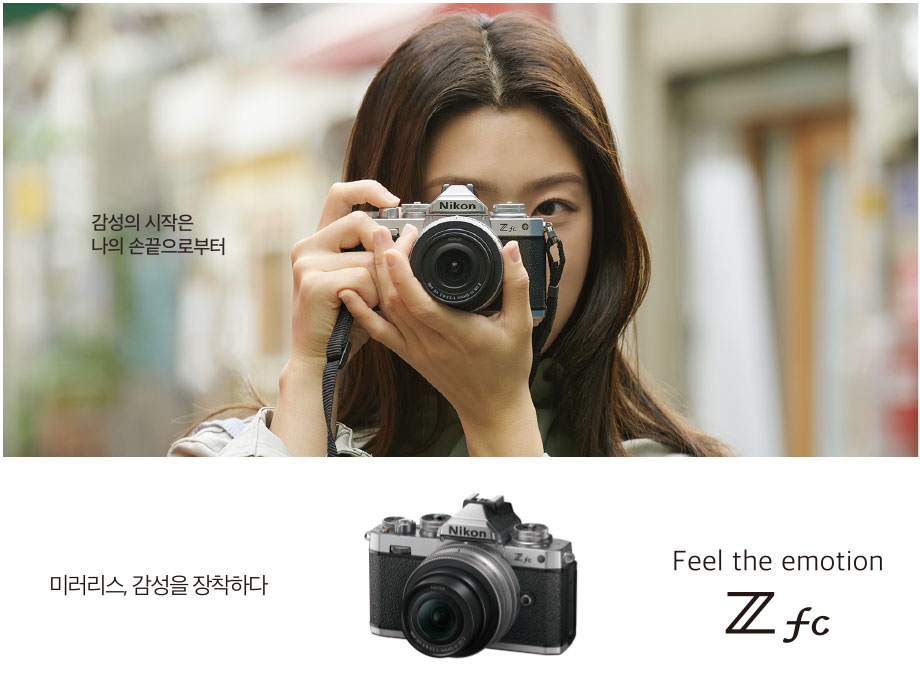 감성의 시작은
나의 손끝으로부터
Nikon
Z fc
미러리스, 감성을 장착하다
Nikon
Z fc
Feel the emotion
Z fc